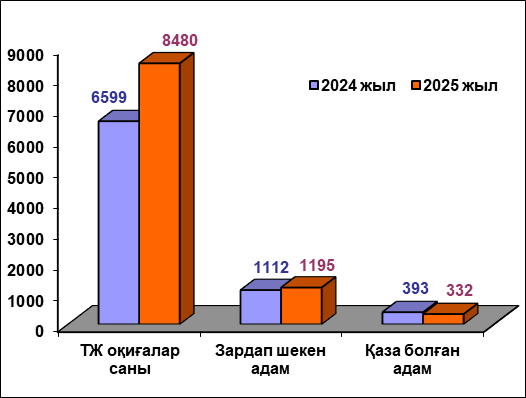 8480
6599
2024 жыл
2025 жыл
9000
8000
7000
6000
5000
4000
3000
2000
1000
0
1112
1195
393
332
ТЖ оқиғалар
саны
Зардап шекен
адам
Қаза болған
адам